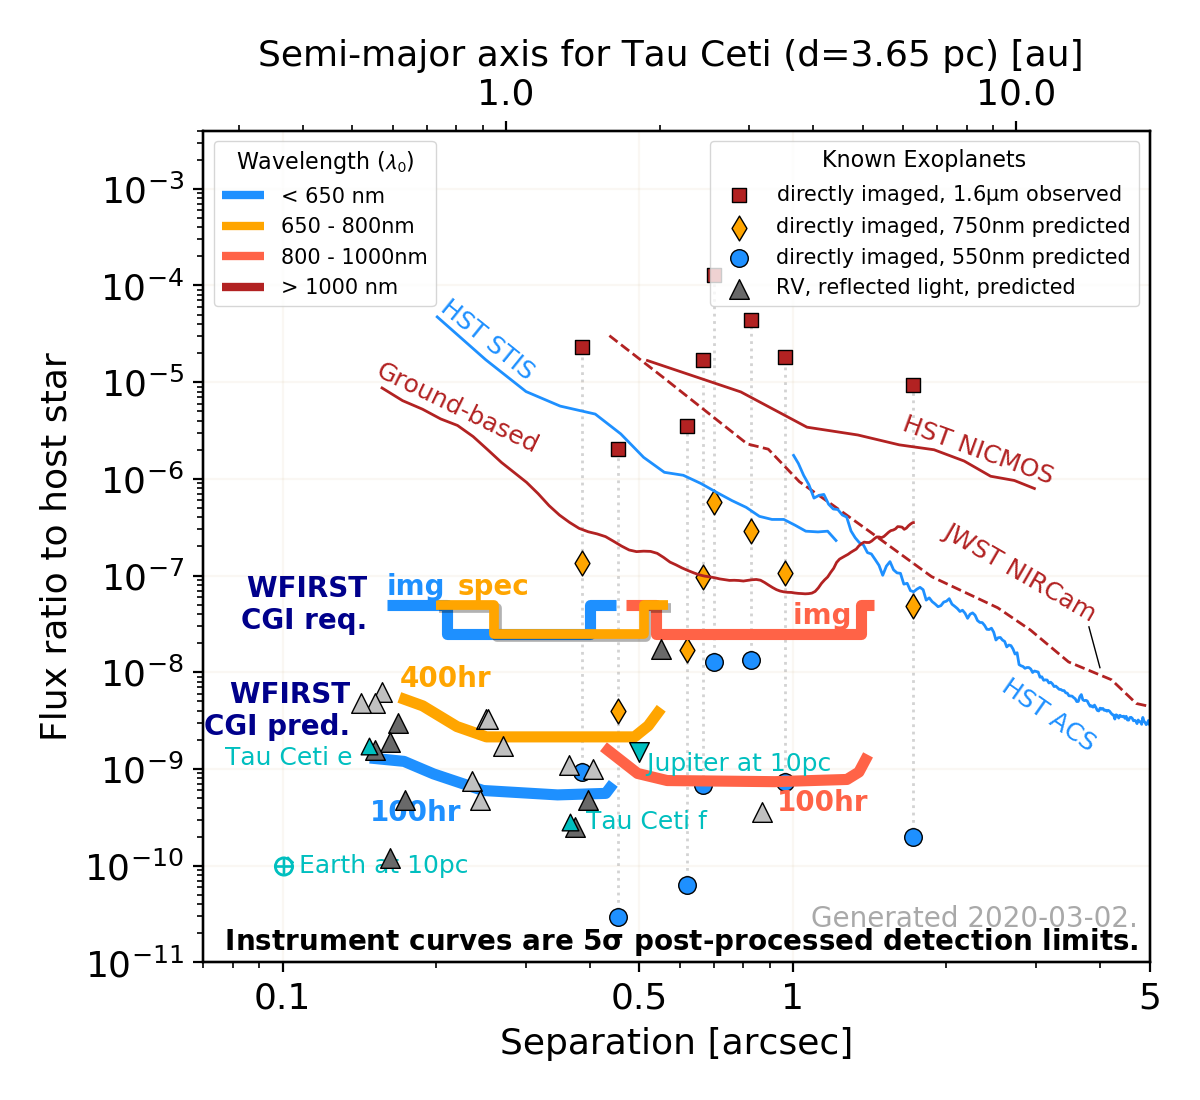 Semi-major axis for Tau Ceti (d=3.65 pc) [au]
1.0 10.0
Wavelength (λ₀)
< 650 nm
650 - 800nm
800 - 1000nm
> 1000 nm
Known Exoplanets
directly imaged, 1.6μm observed
directly imaged, 750nm predicted
directly imaged, 550nm predicted
RV, reflected light, predicted
Flux ratio to host star
10⁻³
10⁻⁴
10⁻⁵
10⁻⁶
10⁻⁷
10⁻⁸
10⁻⁹
10⁻¹⁰
10⁻¹¹
HST STIS
Ground-based
HST NICMOS
JWST NIRCam
HST ACS
WFIRST
CGI req.
img spec
img
WFIRST
CGI pred.
400hr
Tau Ceti e
Jupiter at 10pc
100hr
100hr
Tau Ceti f
Earth at 10pc
Generated 2020-03-02.
Instrument curves are 5σ post-processed detection limits.
0.1 0.5 1 5
Separation [arcsec]